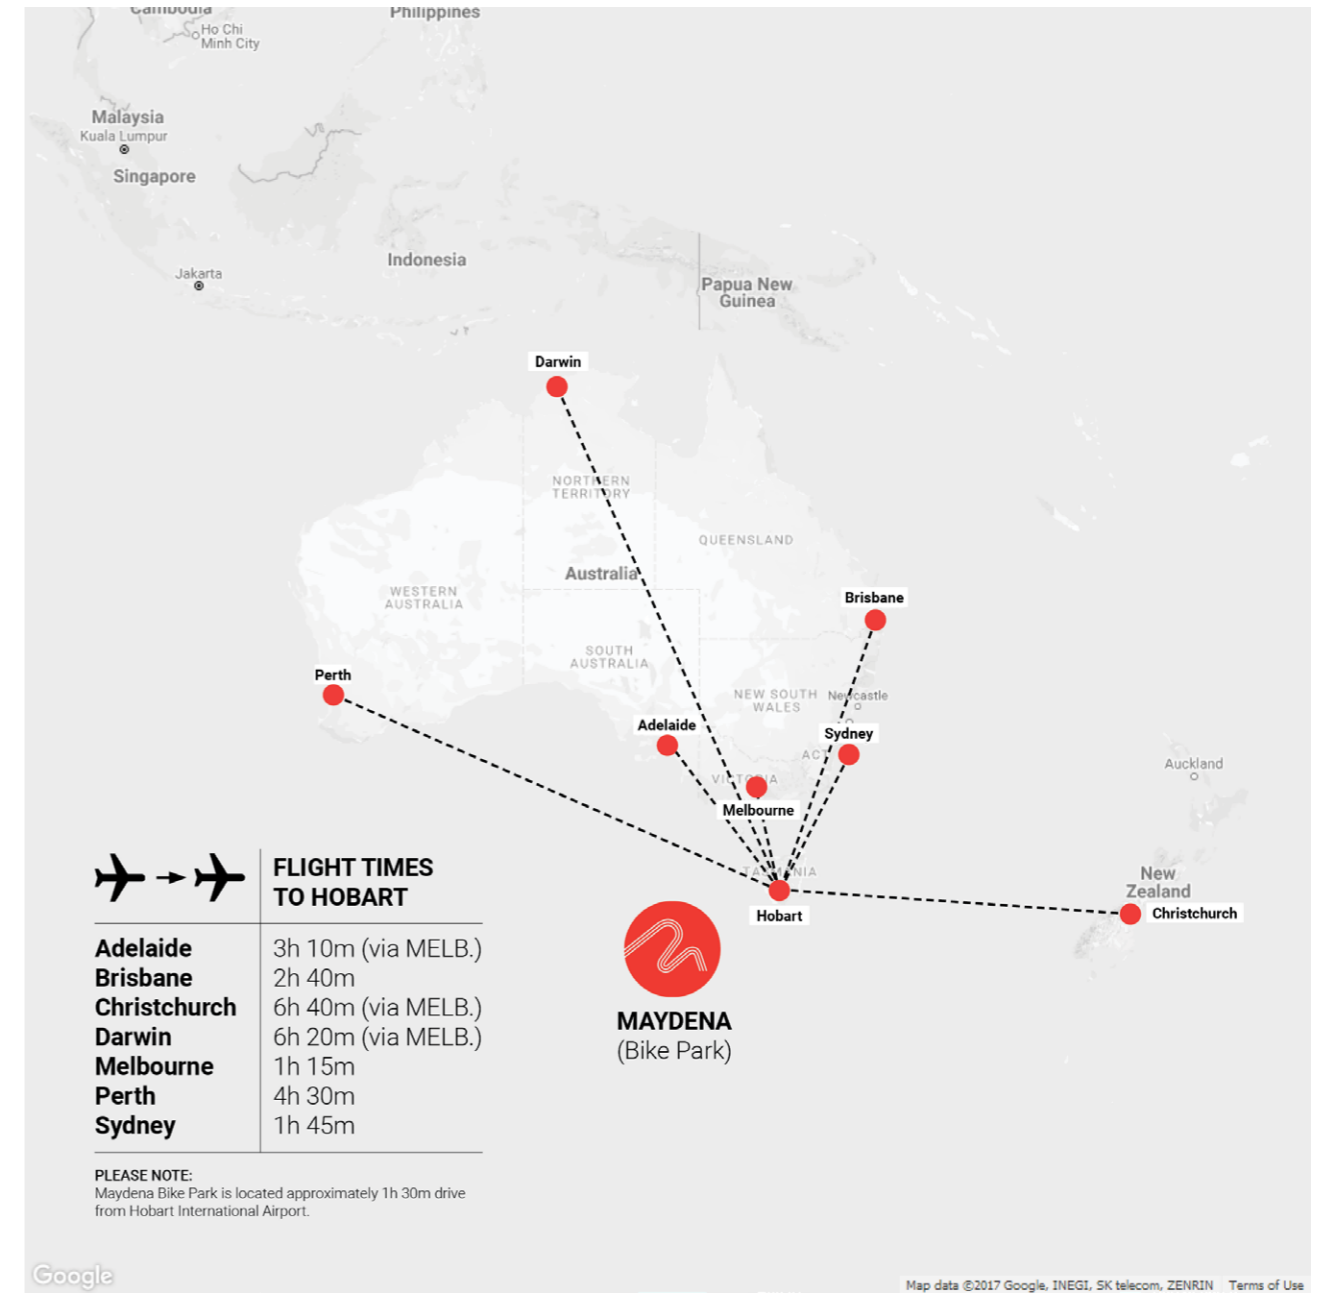 Cambodia
Philippines
Ho Chi
Minh City
Malaysia
Kuala Lumpur
Singapore
Indonesia
Jakarta
Papua New
Guinea
Darwin
NORTHERN
TERRITORY
QUEENSLAND
Australia
WESTERN
AUSTRALIA
Brisbane
SOUTH
AUSTRALIA
Perth
NEW SOUTH
WALES
Newcastle
Adelaide
Sydney
ACT
Auckland
VICTORIA
Melbourne
TASMANIA
New
Zealand
Hobart
Christchurch
FLIGHT TIMES
TO HOBART
Adelaide 3h 10m (via MELB.)
Brisbane 2h 40m
Christchurch 6h 40m (via MELB.)
Darwin 6h 20m (via MELB.)
Melbourne 1h 15m
Perth 4h 30m
Sydney 1h 45m
MAYDENA
(Bike Park)
PLEASE NOTE:
Maydena Bike Park is located approximately 1h 30m drive
from Hobart International Airport.
Google
Map data ©2017 Google, INEGI, SK telecom, ZENRIN Terms of Use